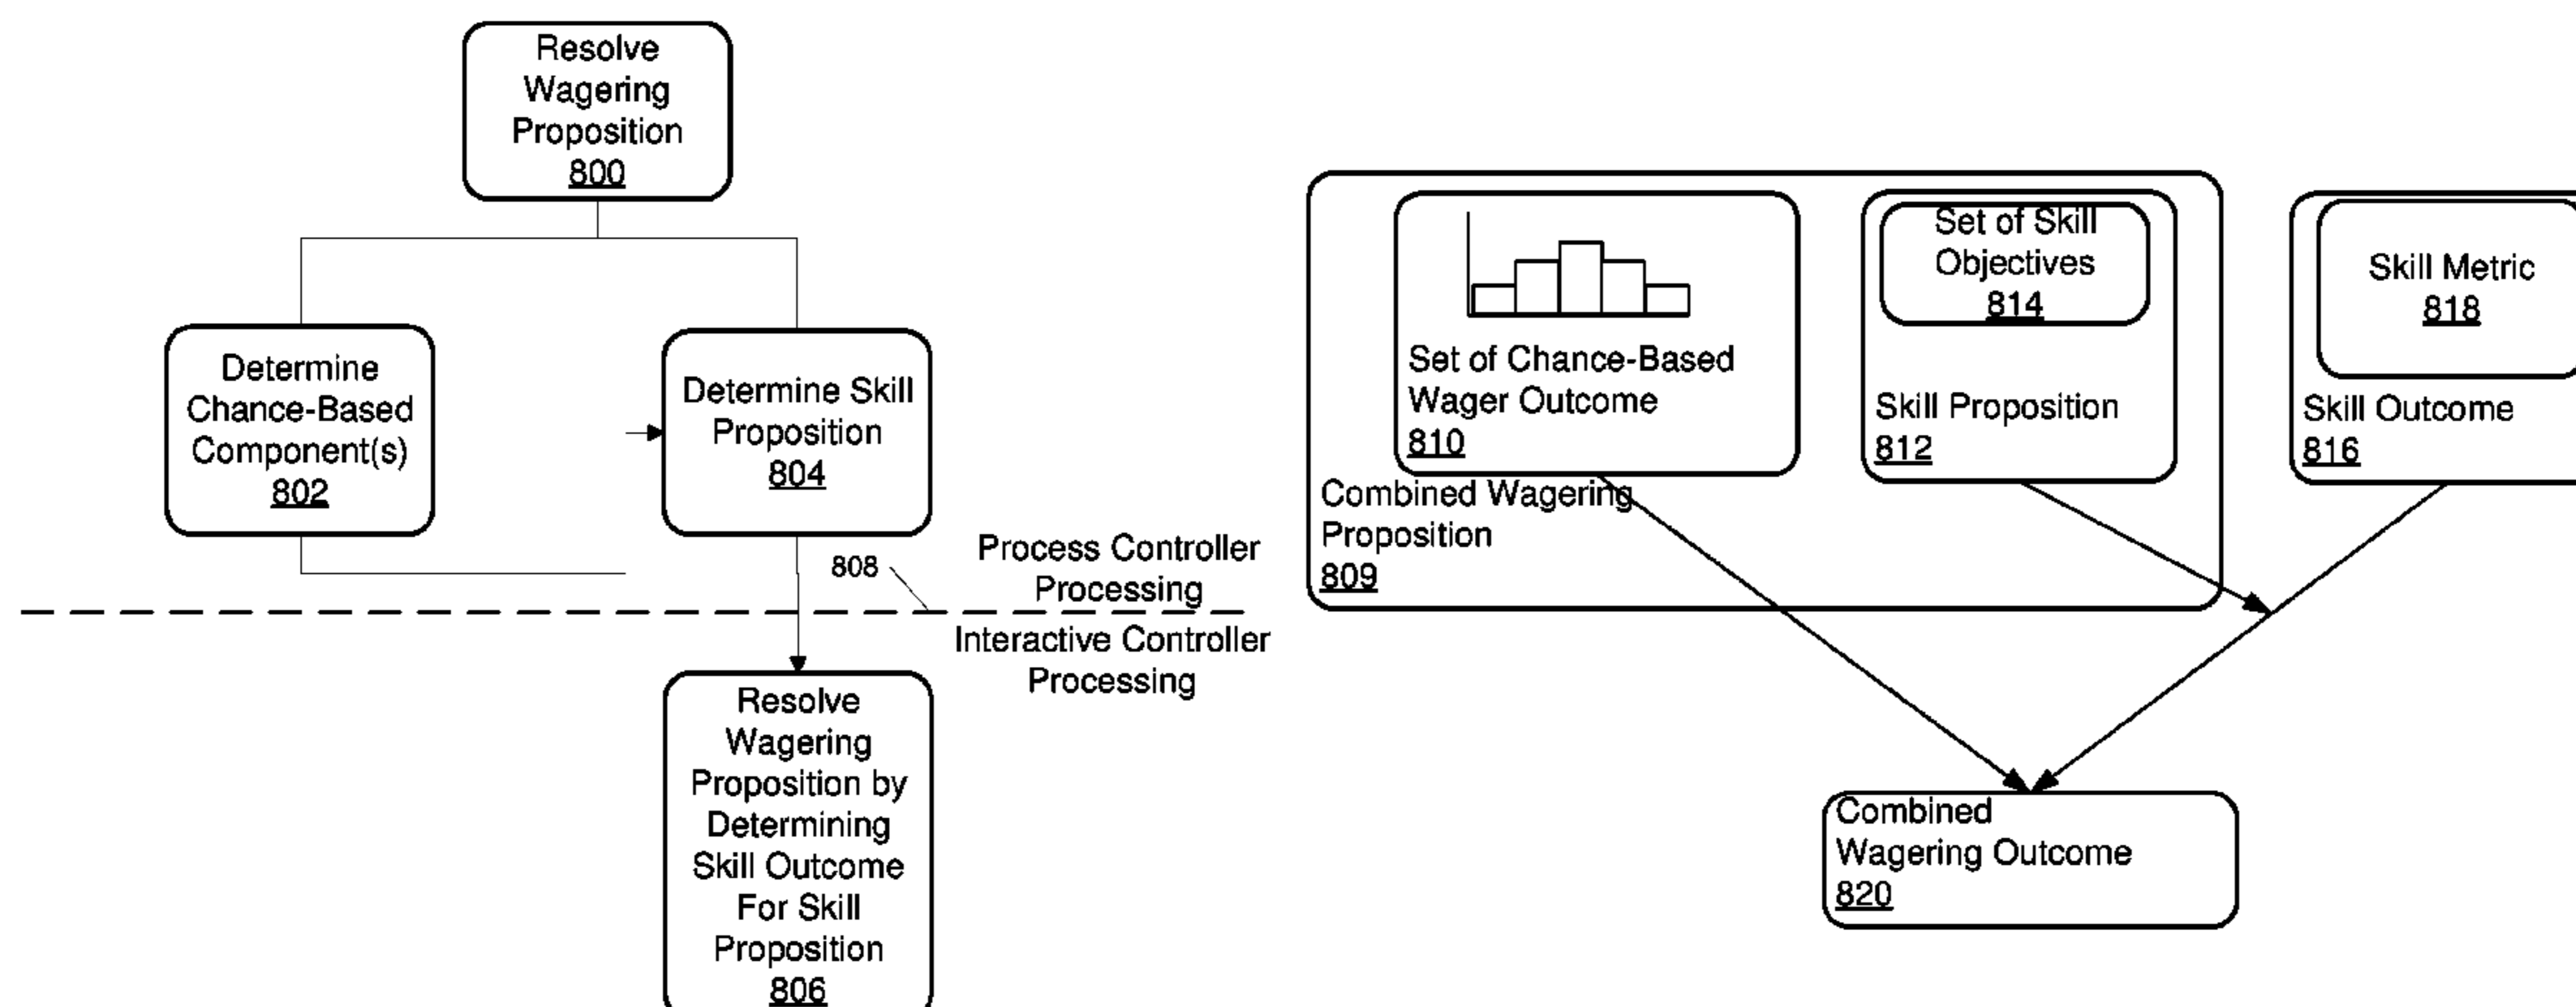 Resolve
Wagering
Proposition
800
Determine
Chance-Based
Component(s)
802
Determine Skill
Proposition
804
808
Process Controller
Processing
Interactive Controller
Processing
Resolve
Wagering
Proposition by
Determining
Skill Outcome
For Skill
Proposition
806
Set of Chance-Based
Wager Outcome
810
Set of Skill
Objectives
814
Skill Proposition
812
Combined Wagering
Proposition
809
Skill Metric
818
Skill Outcome
816
Combined
Wagering Outcome
820